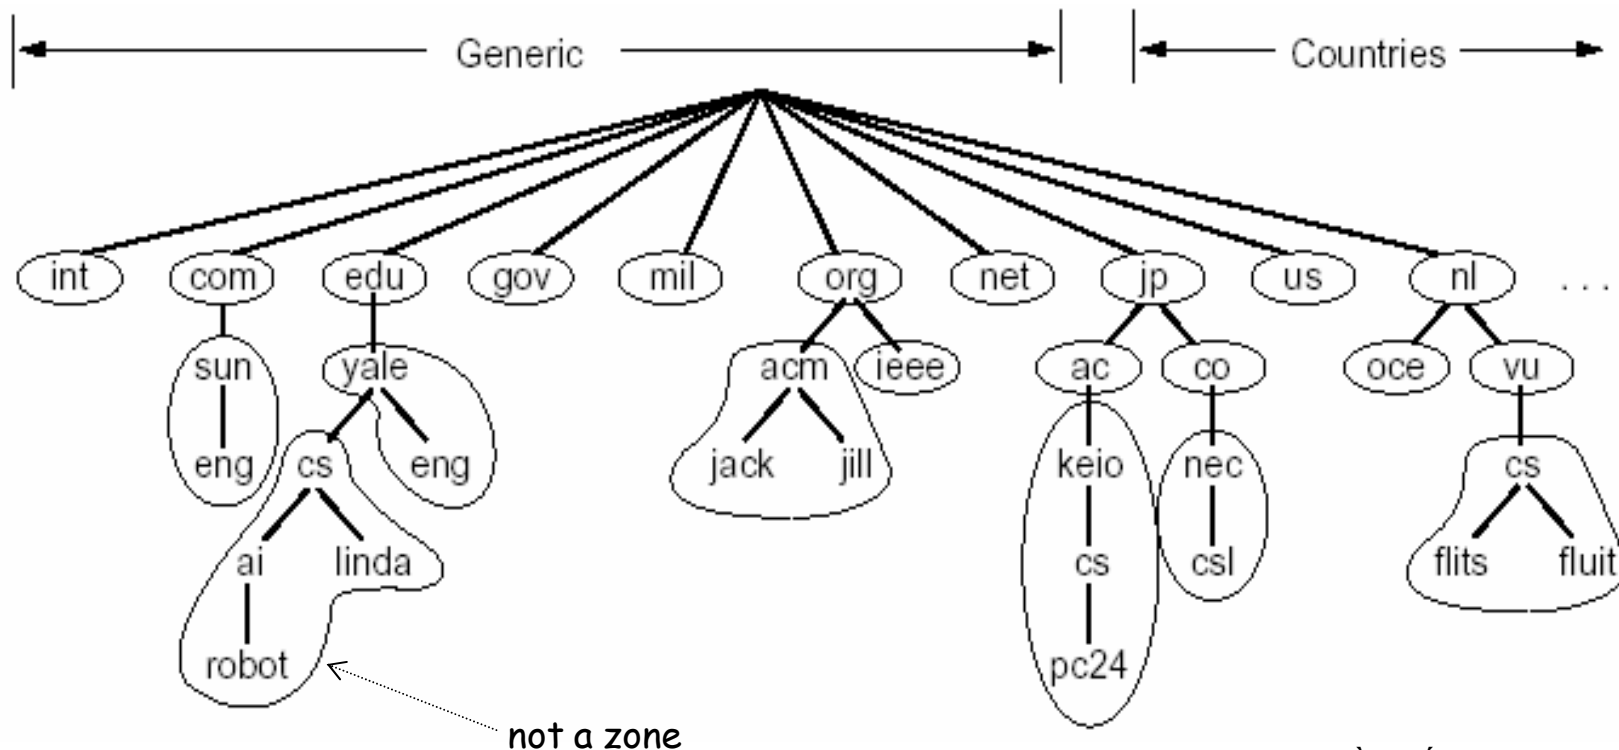 Generic Countries
int com edu gov mil org net jp us nl ...
sun yale acm ieee ac co oce vu
eng cs eng jack jill keio nec cs
ai linda cs csl flits fluit
robot pc24
not a zone